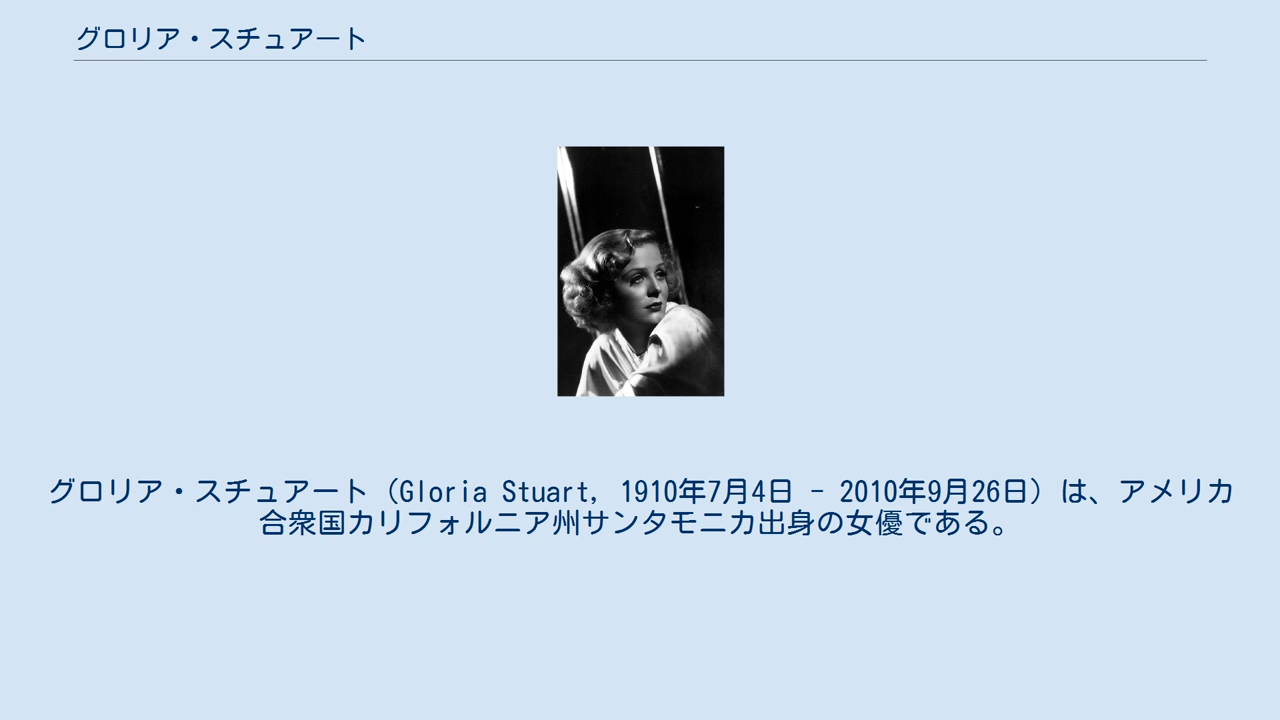 グロリア・スチュアート
グロリア・スチュアート（Gloria Stuart, 1910年7月4日 - 2010年9月26日）は、アメリカ
合衆国カリフォルニア州サンタモニカ出身の女優である。